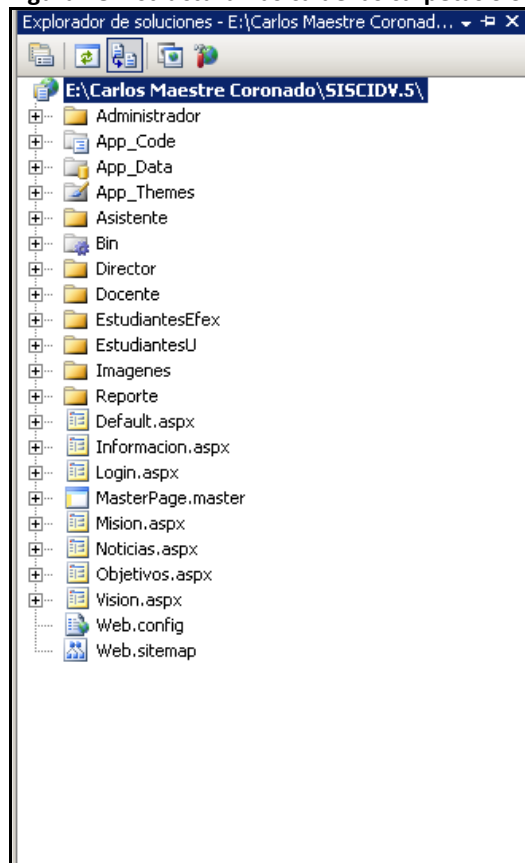 Explorador de soluciones - E:\Carlos Maestre Coronad...
E:\Carlos Maestre Coronado\SISCIDV.5\
Administrador
App_Code
App_Data
App_Themes
Asistente
Bin
Director
Docente
EstudiantesEfex
EstudiantesU
Imagenes
Reporte
Default.aspx
Informacion.aspx
Login.aspx
MasterPage.master
Mision.aspx
Noticias.aspx
Objetivos.aspx
Vision.aspx
Web.config
Web.sitemap